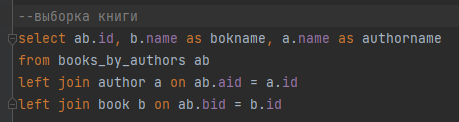 --выборка книги
select ab.id, b.name as bokname, a.name as authorname
from books_by_authors ab
left join author a on ab.aid = a.id
left join book b on ab.bid = b.id